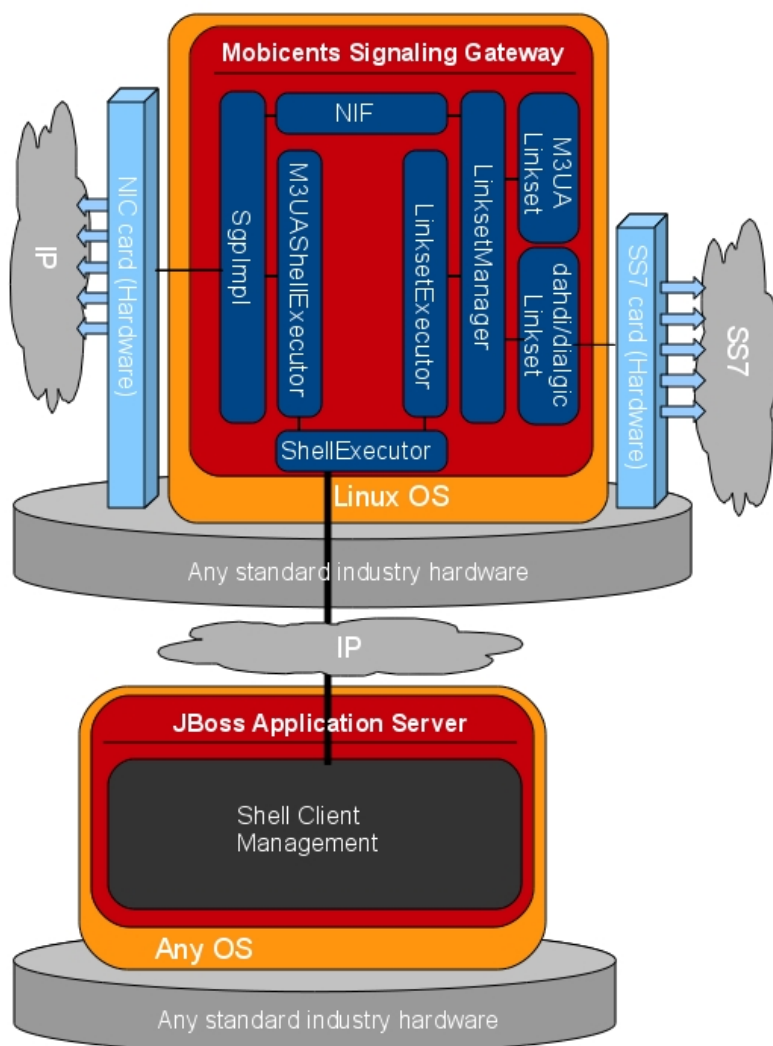 Mobicents Signaling Gateway
NIF
SgpImpl
M3UAShellExecutor
LinksetExecutor
LinksetManager
M3UA
Linkset
dahdi/dialgic
Linkset
ShellExecutor
Linux OS
IP
NIC card (Hardware)
SS7 card (Hardware)
SS7
Any standard industry hardware
IP
JBoss Application Server
Shell Client
Management
Any OS
Any standard industry hardware